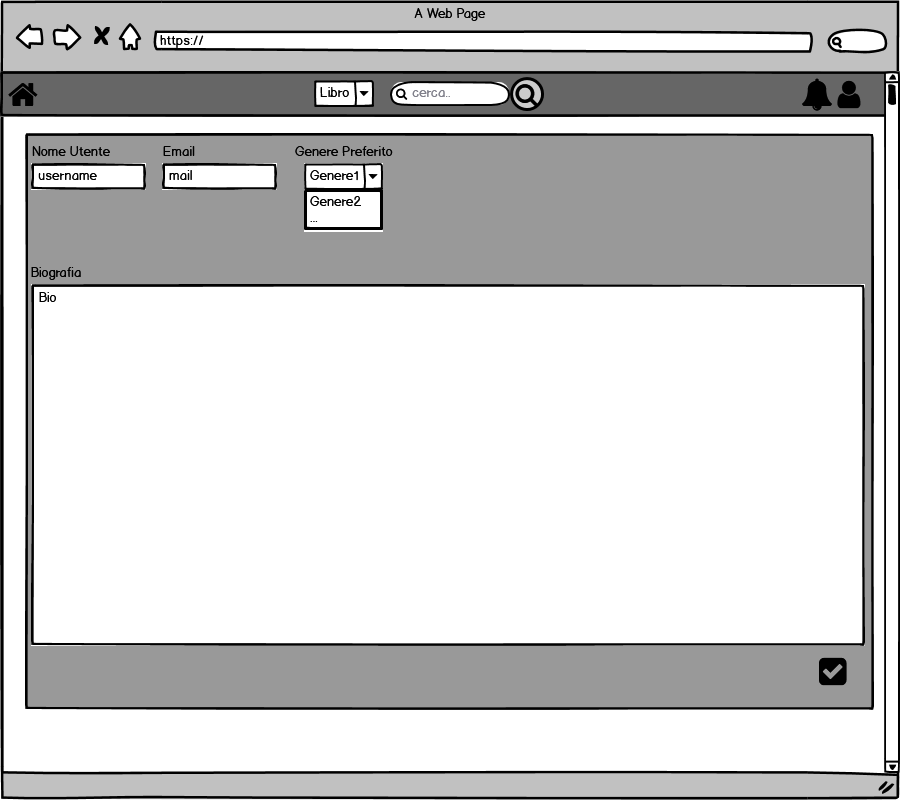 A Web Page
https://
Libro
cerca..
Nome Utente
Email
Genere Preferito
username
mail
Genere1
Genere2
...
Biografia
Bio